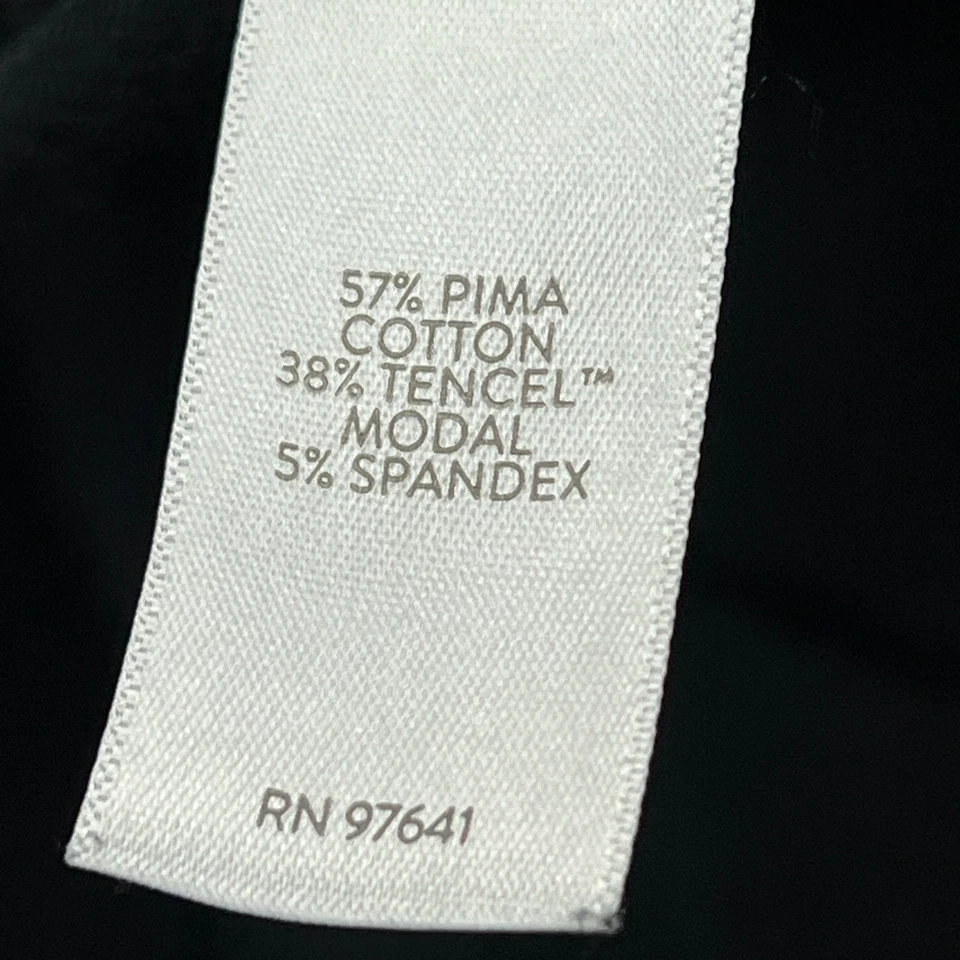 57% PIMA
COTTON
38% TENCEL™
MODAL
5% SPANDEX
RN 97641